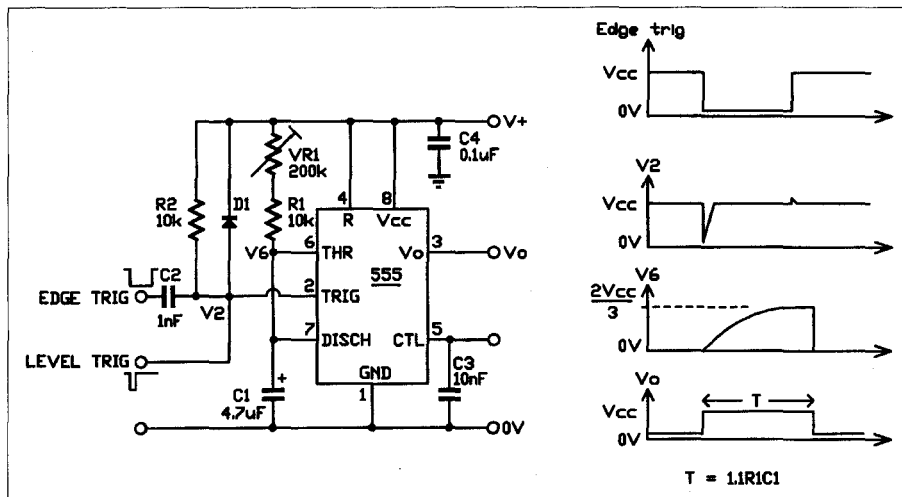 V+
C4
0.1uF
VR1
200k
4
8
R2
10k
D1
R1
10k
R
Vcc
V6
6
THR
Vo
3
Vo
555
C2
EDGE TRIG
1nF
V2
2
TRIG
7
DISCH
CTL
5
LEVEL TRIG
GND
C3
10nF
C1
+
4.7uF
1
0V
Edge trig
Vcc
0V
V2
Vcc
0V
V6
2Vcc
3
0V
Vo
T
Vcc
0V
T = 1.1R1C1